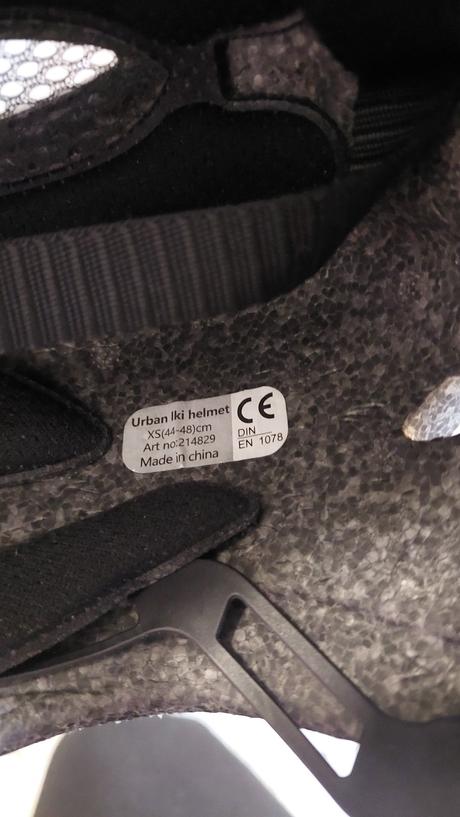 Urban Iki helmet
XS(44-48)cm
Art no:214829
Made in china
CE
DIN
EN 1078